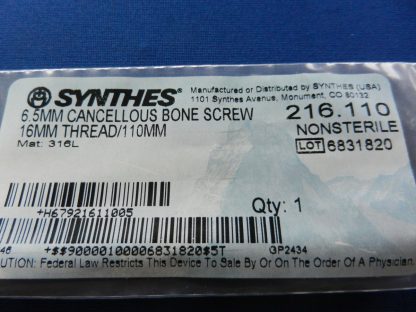 SYNTHES®
Manufactured or Distributed by SYNTHES (USA)
1101 Synthes Avenue, Monument, CO 80132
6.5MM CANCELLOUS BONE SCREW
216.110
16MM THREAD/110MM
NONSTERILE
Mat: 316L
LOT 6831820
+H67921611005
Qty: 1
+$$90000100006831820$5T
GP2434
UTION: Federal Law Restricts This Device To Sale By Or On The Order Of A Physician.